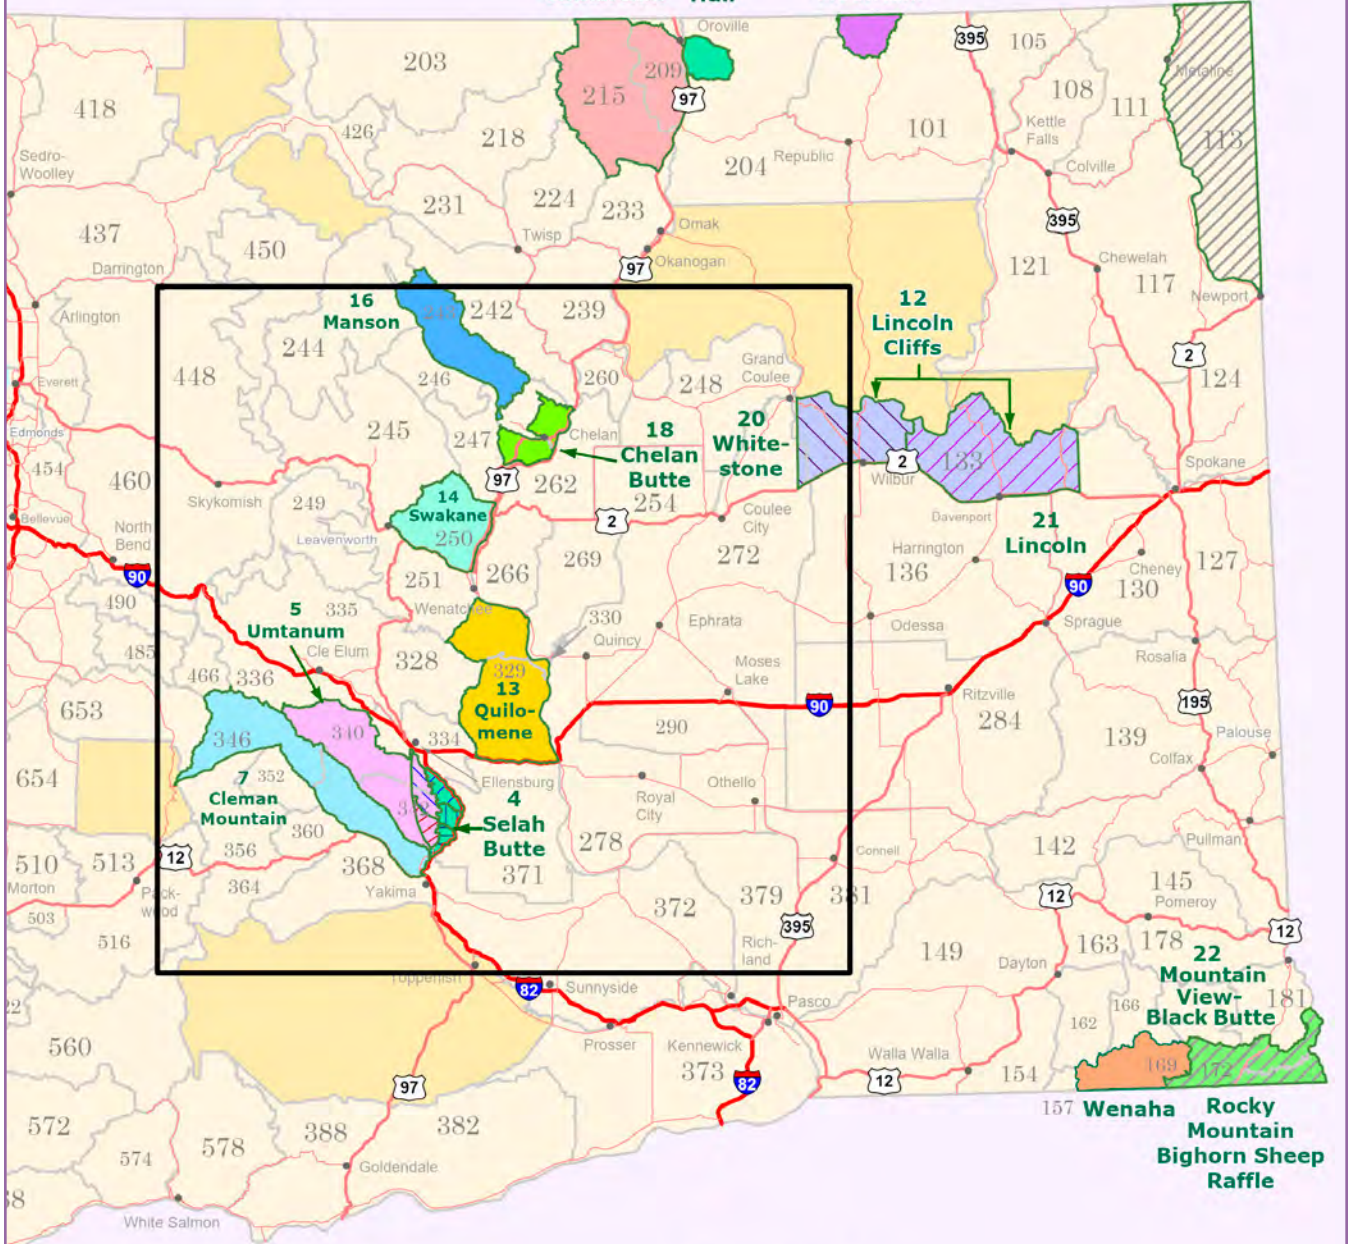 Oroville
395
105
203
209
Metaline
215
97
108
418
111
Kettle
Falls
101
426
218
113
Republic
204
Sedro-
Woolley
Colville
224
231
233
395
437
Omak
Twisp
450
Okanogan
121
Chewelah
Darrington
97
117
Newport
16
Manson
242
239
12
Lincoln
Cliffs
Arlington
244
2
Grand
Coulee
448
246
260
248
124
Everett
245
247
Chelan
18
Chelan
Butte
20
White-
stone
Edmonds
133
2
Spokane
454
460
97
Wilbur
Skykomish
262
14
Swakane
254
249
Coulee
City
Davenport
21
Lincoln
Bellevue
North
Bend
2
Leavenworth
250
269
272
Harrington
136
Cheney
127
90
251
266
90
130
490
335
Wenatchee
330
Ephrata
Odessa
Sprague
5
Umtanum
Quincy
Cle Elum
328
Rosalia
485
466
336
329
13
Quilo-
mene
Moses
Lake
90
Ritzville
195
653
290
284
346
340
334
139
Palouse
654
352
Ellensburg
Othello
Colfax
7
Cleman
Mountain
4
Selah
Butte
Royal
City
360
278
Pullman
510
513
12
356
368
371
142
Connell
Morton
Pack-
wood
364
Yakima
379
381
12
145
Pomeroy
503
372
395
516
Rich-
land
149
163
178
12
Dayton
22
Mountain
View-
Black Butte
Toppenish
82
Sunnyside
Pasco
166
181
162
560
Prosser
Kennewick
Walla Walla
373
82
12
154
169
172
97
157
Wenaha
Rocky
Mountain
Bighorn Sheep
Raffle
572
388
382
578
574
Goldendale
White Salmon